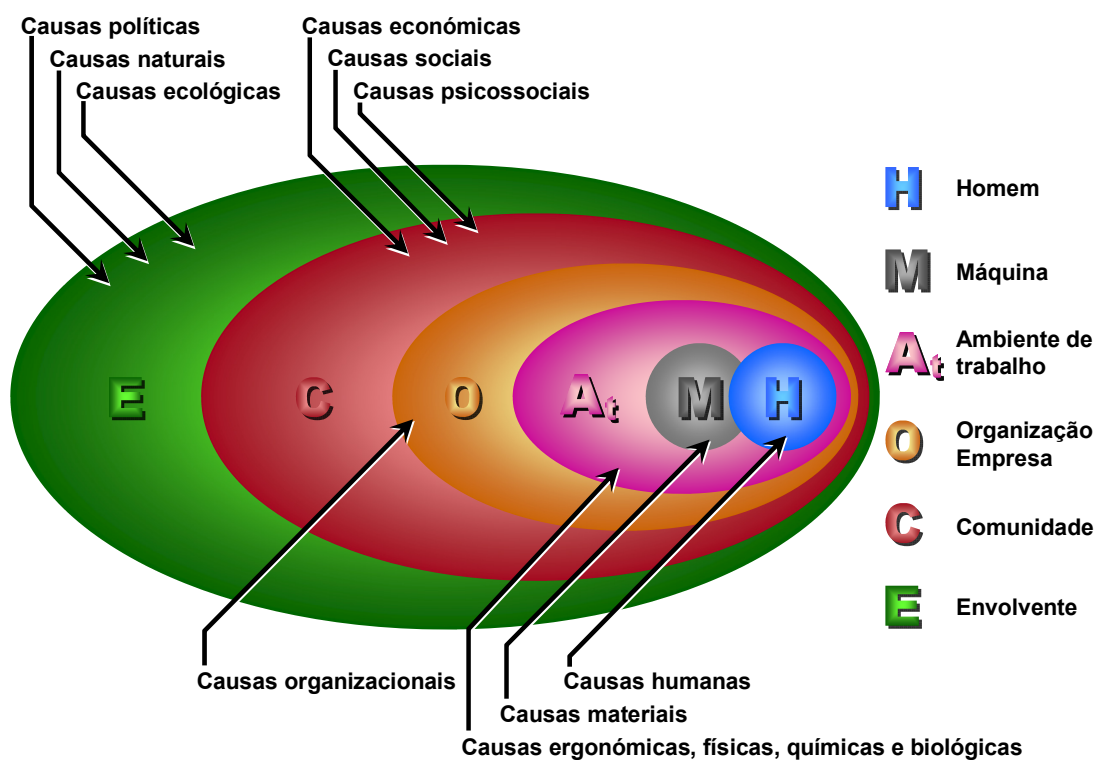 Causas políticas
Causas naturais
Causas ecológicas
Causas económicas
Causas sociais
Causas psicossociais
E
C
O
At
M
H
H
Homem
M
Máquina
At
Ambiente de
trabalho
O
Organização
Empresa
C
Comunidade
E
Envolvente
Causas organizacionais
Causas humanas
Causas materiais
Causas ergonómicas, físicas, químicas e biológicas